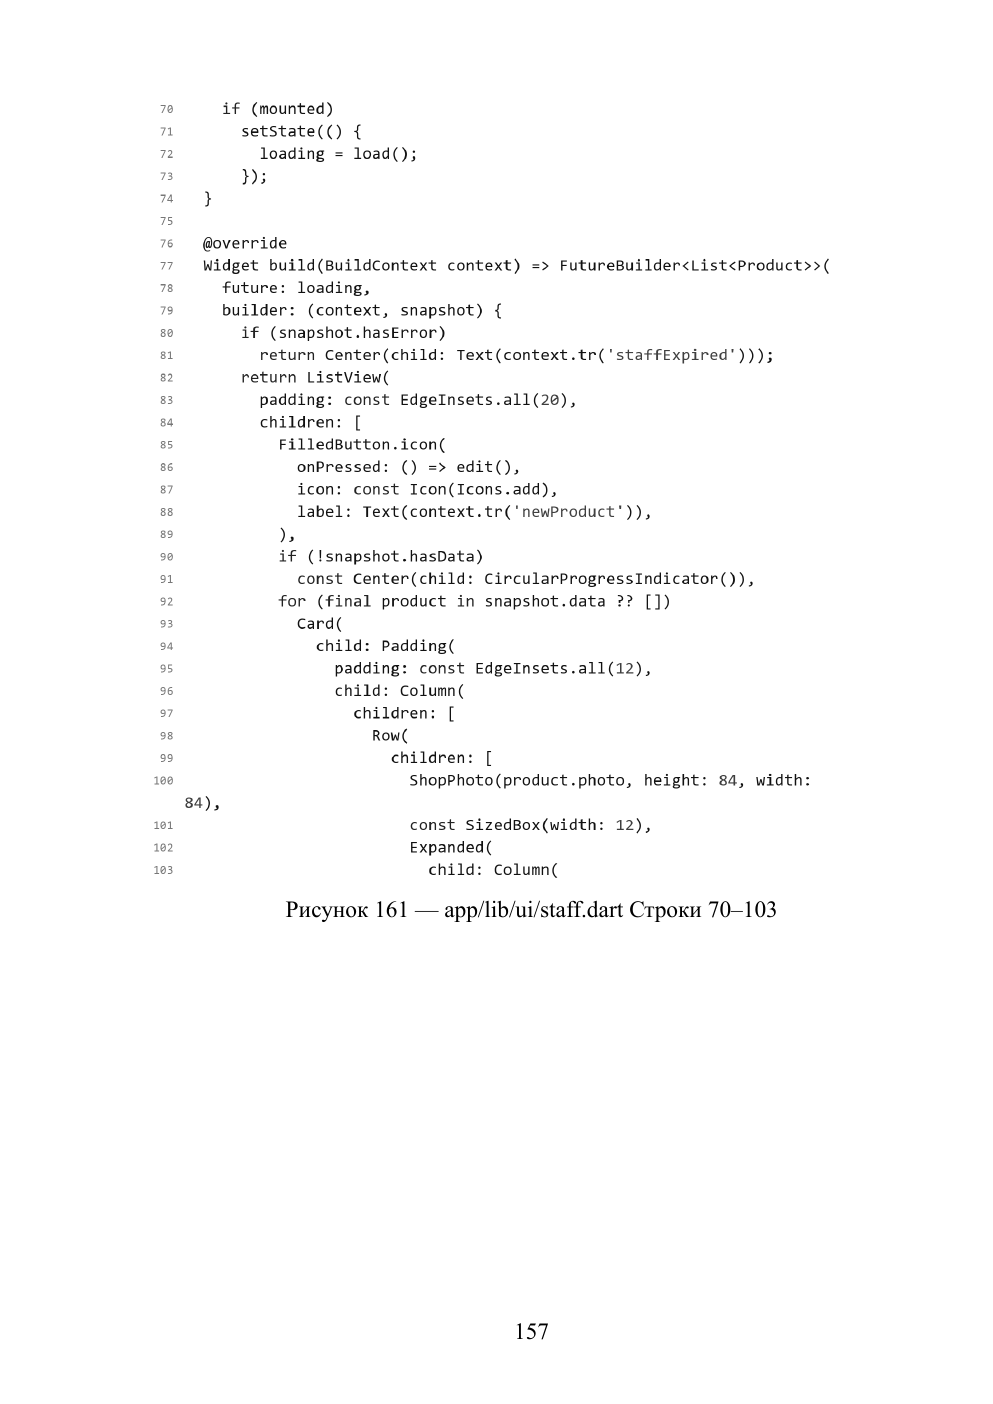 70 if (mounted)
71 setState(() {
72 loading = load();
73 });
74 }
75
76 @override
77 Widget build(BuildContext context) => FutureBuilder<List<Product>>(
78 future: loading,
79 builder: (context, snapshot) {
80 if (snapshot.hasError)
81 return Center(child: Text(context.tr('staffExpired')));
82 return ListView(
83 padding: const EdgeInsets.all(20),
84 children: [
85 FilledButton.icon(
86 onPressed: () => edit(),
87 icon: const Icon(Icons.add),
88 label: Text(context.tr('newProduct')),
89 ),
90 if (!snapshot.hasData)
91 const Center(child: CircularProgressIndicator()),
92 for (final product in snapshot.data ?? [])
93 Card(
94 child: Padding(
95 padding: const EdgeInsets.all(12),
96 child: Column(
97 children: [
98 Row(
99 children: [
100 ShopPhoto(product.photo, height: 84, width:
84),
101 const SizedBox(width: 12),
102 Expanded(
103 child: Column(
Рисунок 161 — app/lib/ui/staff.dart Строки 70–103
157